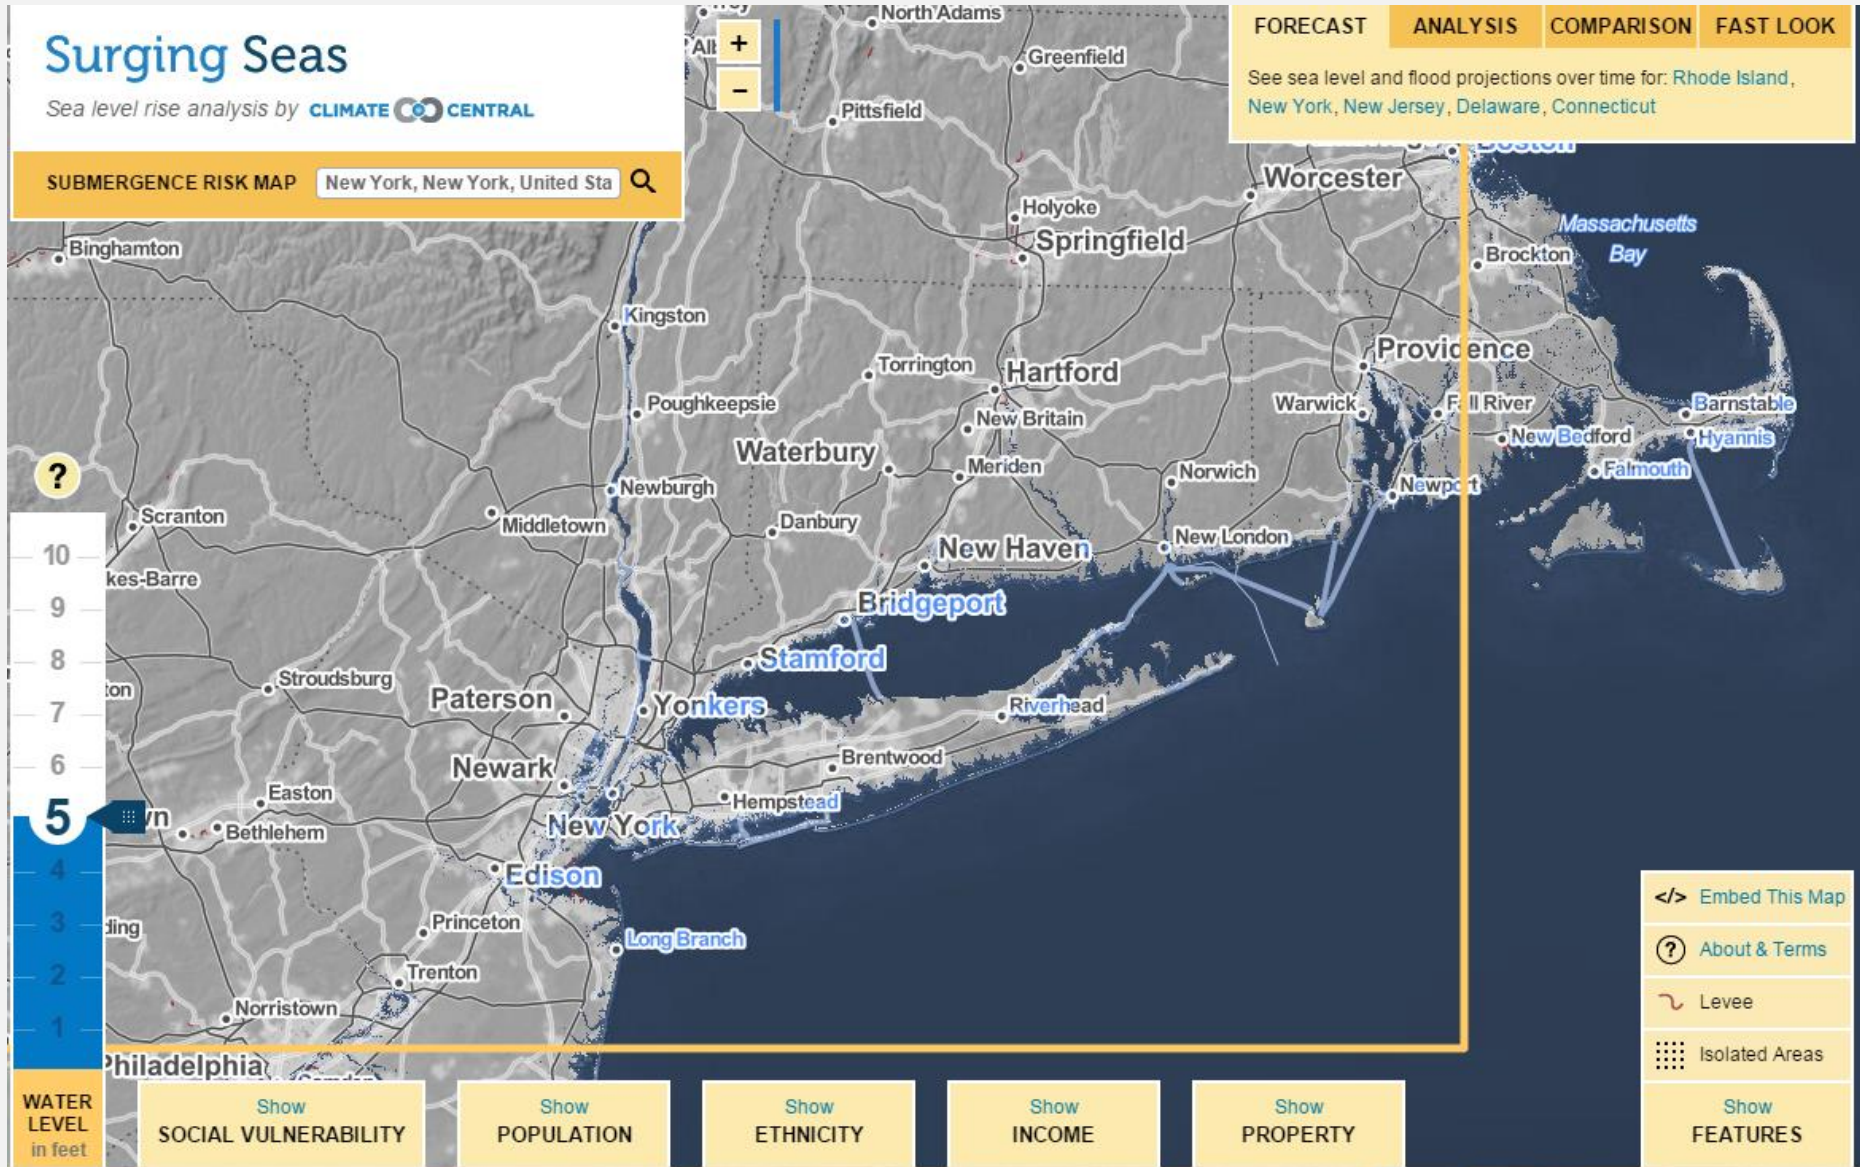 Surging Seas
Sea level rise analysis by CLIMATE CENTRAL
SUBMERGENCE RISK MAP
New York, New York, United Sta
+
−
FORECAST
ANALYSIS
COMPARISON
FAST LOOK
See sea level and flood projections over time for: Rhode Island,
New York, New Jersey, Delaware, Connecticut
North Adams
Greenfield
Pittsfield
Boston
Worcester
Holyoke
Springfield
Massachusetts
Bay
Brockton
Binghamton
Kingston
Providence
Torrington
Hartford
Poughkeepsie
New Britain
Warwick
Fall River
Barnstable
New Bedford
Hyannis
Waterbury
Meriden
Norwich
Falmouth
Newburgh
Newport
?
Scranton
Middletown
Danbury
New Haven
New London
kes-Barre
Bridgeport
Stamford
Stroudsburg
ton
Paterson
Yonkers
Riverhead
Newark
Brentwood
Easton
Hempstead
wn
Bethlehem
New York
Edison
Princeton
ding
Long Branch
Trenton
Norristown
Philadelphia
Camden
10
9
8
7
6
5
4
3
2
1
WATER
LEVEL
in feet
Show
SOCIAL VULNERABILITY
Show
POPULATION
Show
ETHNICITY
Show
INCOME
Show
PROPERTY
</> Embed This Map
? About & Terms
Levee
Isolated Areas
Show
FEATURES